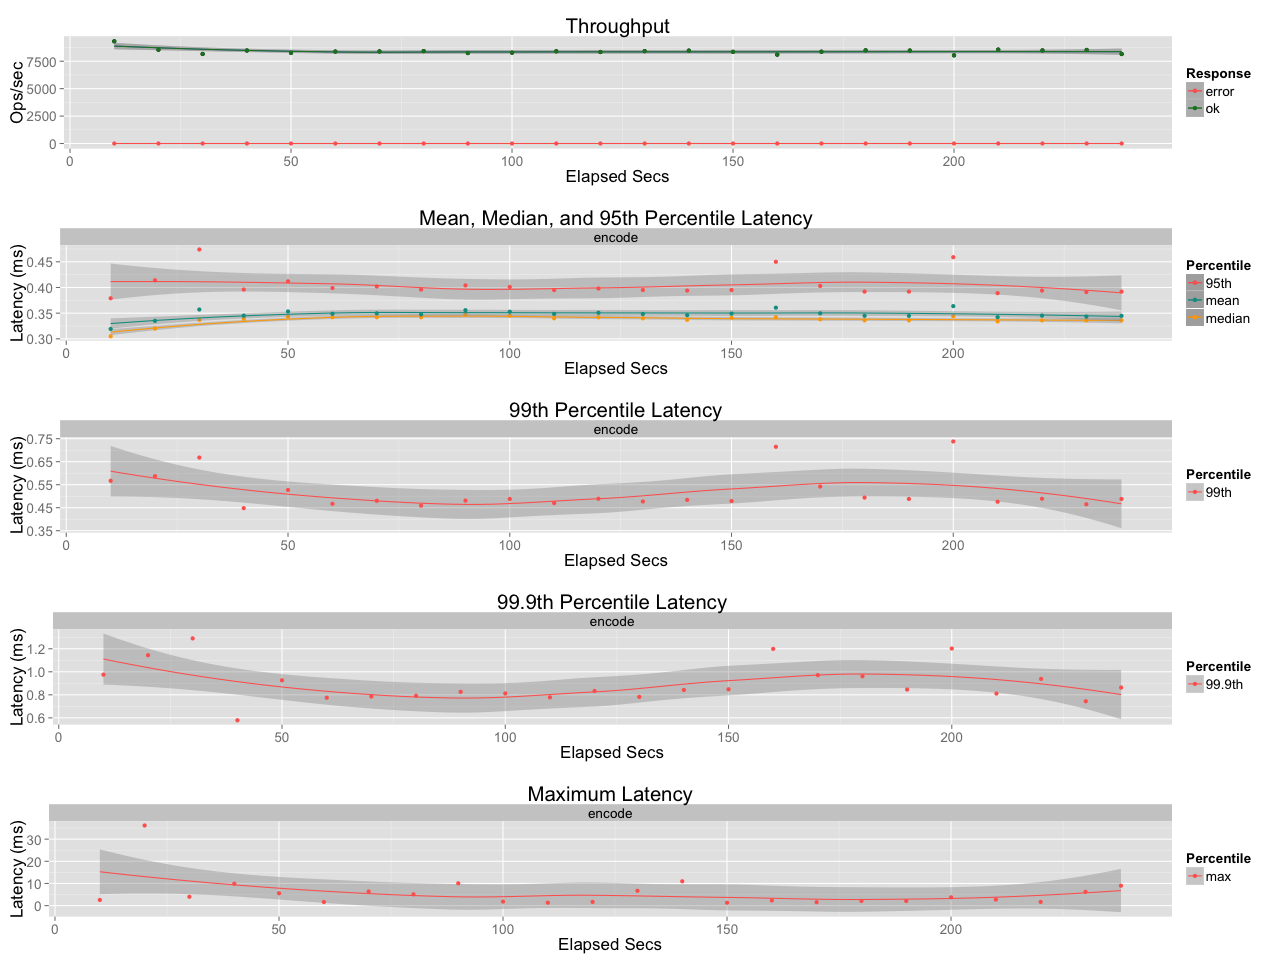 Throughput
Ops/sec
7500
5000
2500
0
0 50 100 150 200
Elapsed Secs
Response
error
ok
Mean, Median, and 95th Percentile Latency
encode
Latency (ms)
0.45
0.40
0.35
0.30
0 50 100 150 200
Elapsed Secs
Percentile
95th
mean
median
99th Percentile Latency
encode
Latency (ms)
0.75
0.65
0.55
0.45
0.35
0 50 100 150 200
Elapsed Secs
Percentile
99th
99.9th Percentile Latency
encode
Latency (ms)
1.2
1.0
0.8
0.6
0 50 100 150 200
Elapsed Secs
Percentile
99.9th
Maximum Latency
encode
Latency (ms)
30
20
10
0
0 50 100 150 200
Elapsed Secs
Percentile
max